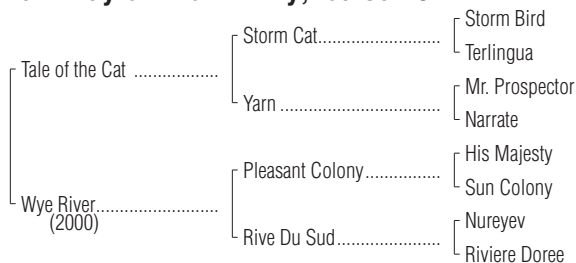 Storm Bird
Storm Cat
Terlingua
Tale of the Cat
Mr. Prospector
Yarn
Narrate
His Majesty
Pleasant Colony
Sun Colony
Wye River
(2000)
Nureyev
Rive Du Sud
Riviere Doree